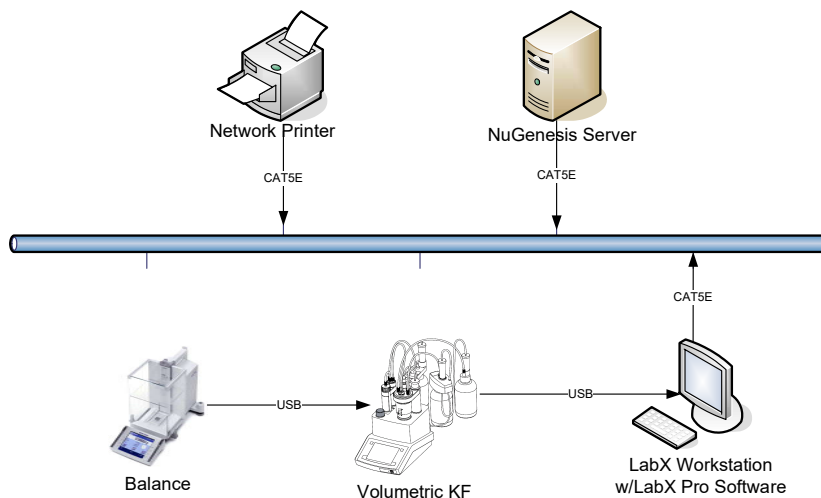 Network Printer
NuGenesis Server
CAT5E
CAT5E
CAT5E
USB
USB
Balance
Volumetric KF
LabX Workstation
w/LabX Pro Software